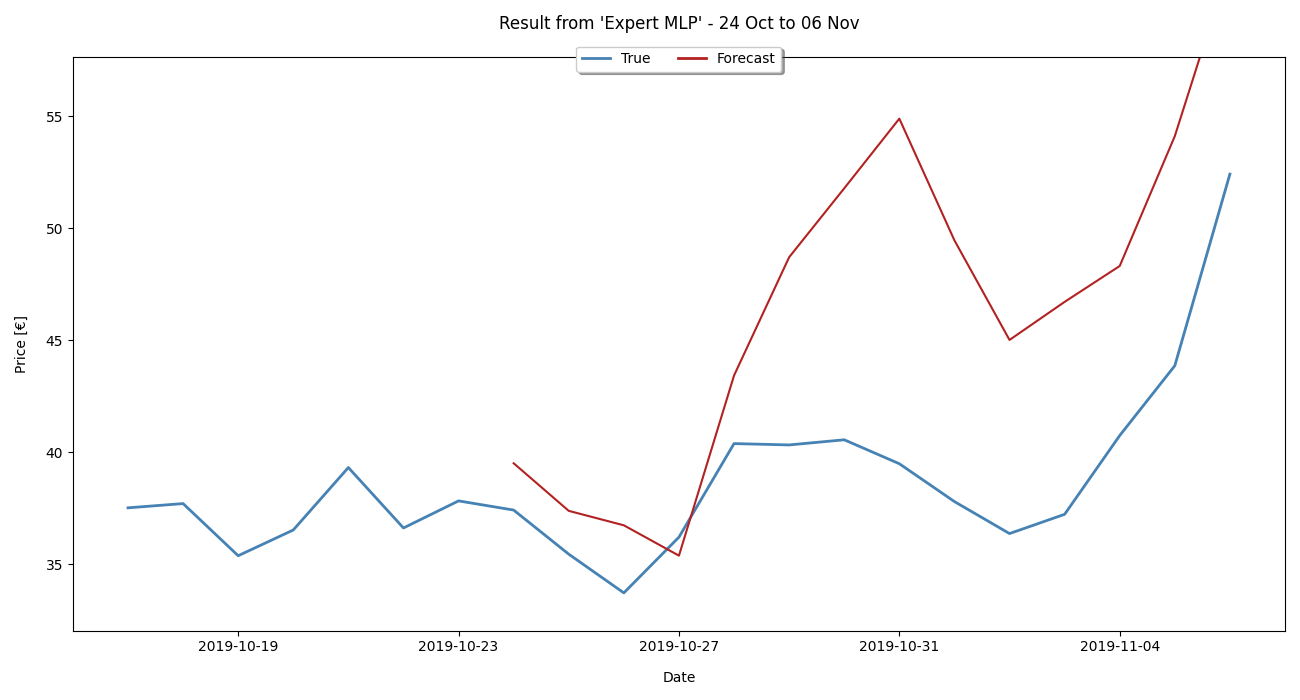 Result from 'Expert MLP' - 24 Oct to 06 Nov
True Forecast
55
50
45
40
35
Price [€]
2019-10-19 2019-10-23 2019-10-27 2019-10-31 2019-11-04
Date